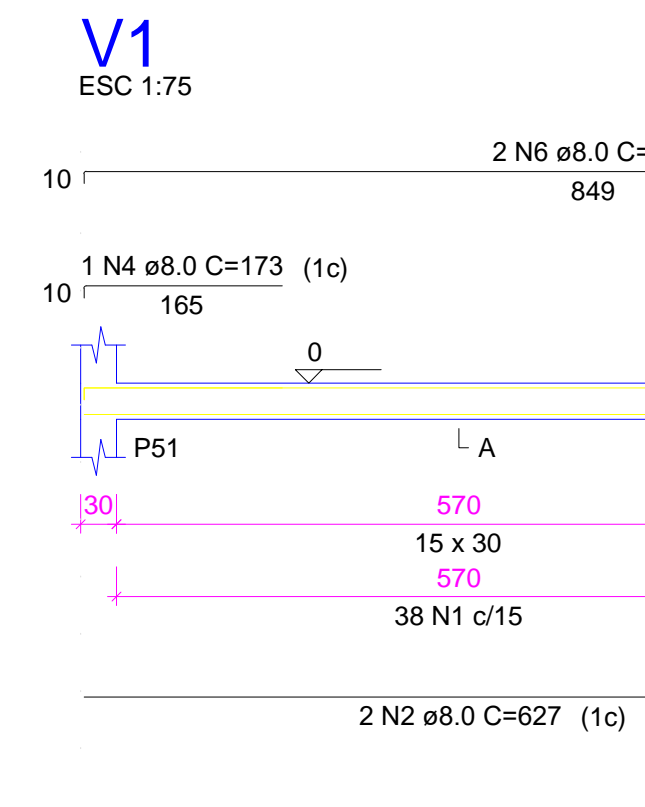 V1
ESC 1:75
2 N6 ø8.0 C=
10
849
1 N4 ø8.0 C=173 (1c)
10
165
0
P51
A
30
570
15 x 30
570
38 N1 c/15
2 N2 ø8.0 C=627 (1c)